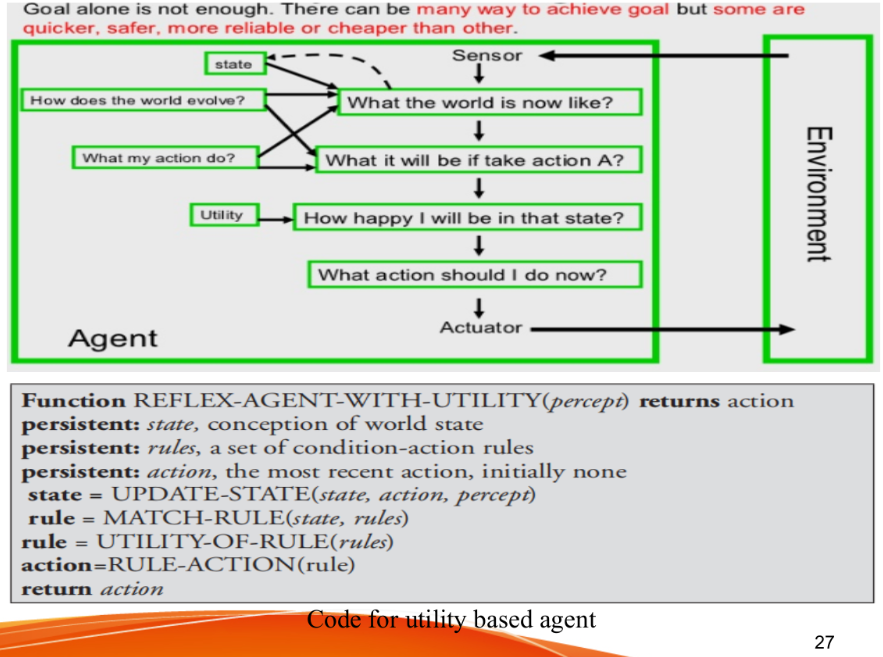 Goal alone is not enough. There can be many way to achieve goal but some are
quicker, safer, more reliable or cheaper than other.
Sensor
state
How does the world evolve?
What the world is now like?
What my action do?
What it will be if take action A?
Utility
How happy I will be in that state?
What action should I do now?
Actuator
Agent
Environment
Function REFLEX-AGENT-WITH-UTILITY(percept) returns action
persistent: state, conception of world state
persistent: rules, a set of condition-action rules
persistent: action, the most recent action, initially none
state = UPDATE-STATE(state, action, percept)
rule = MATCH-RULE(state, rules)
rule = UTILITY-OF-RULE(rules)
action=RULE-ACTION(rule)
return action
Code for utility based agent
27